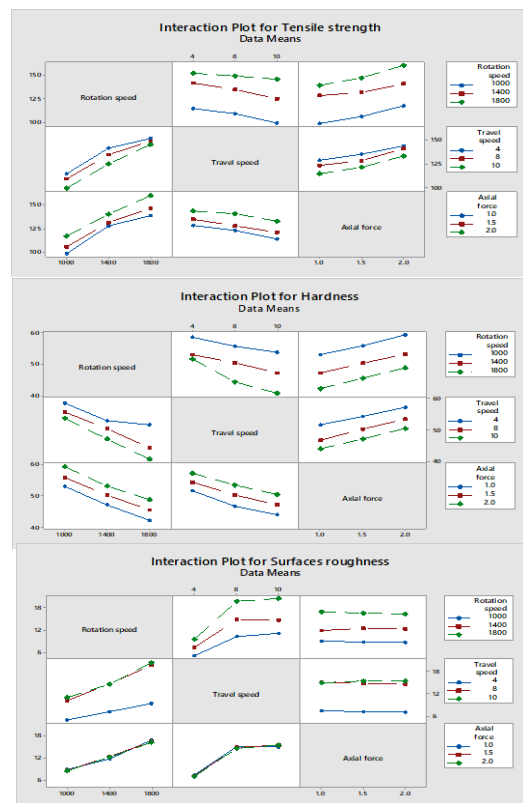 Interaction Plot for Tensile strength
Data Means
4 8 10
150
125
100
Rotation speed
Rotation
speed
1000
1400
1800
Travel speed
150
125
100
Travel
speed
4
8
10
150
125
100
Axial force
Axial
force
1.0
1.5
2.0
1000 1400 1800 1.0 1.5 2.0
Interaction Plot for Hardness
Data Means
4 8 10
60
50
40
Rotation speed
Rotation
speed
1000
1400
1800
Travel speed
60
50
40
Travel
speed
4
8
10
60
50
40
Axial force
Axial
force
1.0
1.5
2.0
1000 1400 1800 1.0 1.5 2.0
Interaction Plot for Surfaces roughness
Data Means
4 8 10
18
12
6
Rotation speed
Rotation
speed
1000
1400
1800
Travel speed
18
12
6
Travel
speed
4
8
10
18
12
6
Axial force
Axial
force
1.0
1.5
2.0
1000 1400 1800 1.0 1.5 2.0